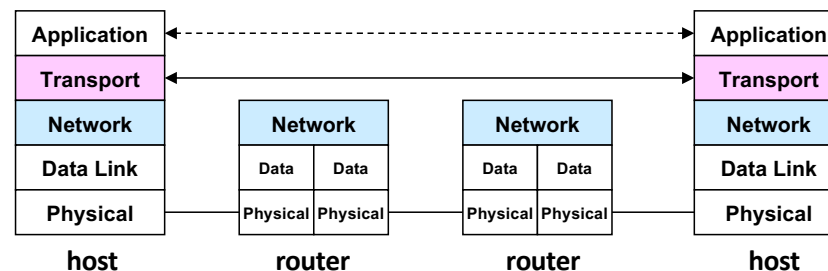 Application
Application
Transport
Transport
Network
Network
Network
Network
Data Link
Data
Data
Data
Data
Data Link
Physical
Physical
Physical
Physical
Physical
Physical
host
router
router
host